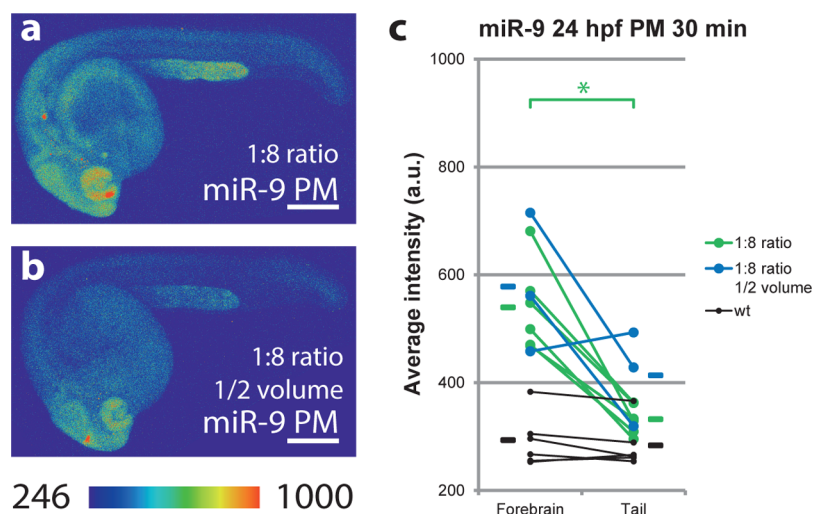 a
1:8 ratio
miR-9 PM
b
1:8 ratio
1/2 volume
miR-9 PM
246
1000
c
miR-9 24 hpf PM 30 min
Average intensity (a.u.)
1000
800
600
400
200
*
Forebrain
Tail
1:8 ratio
1:8 ratio
1/2 volume
wt